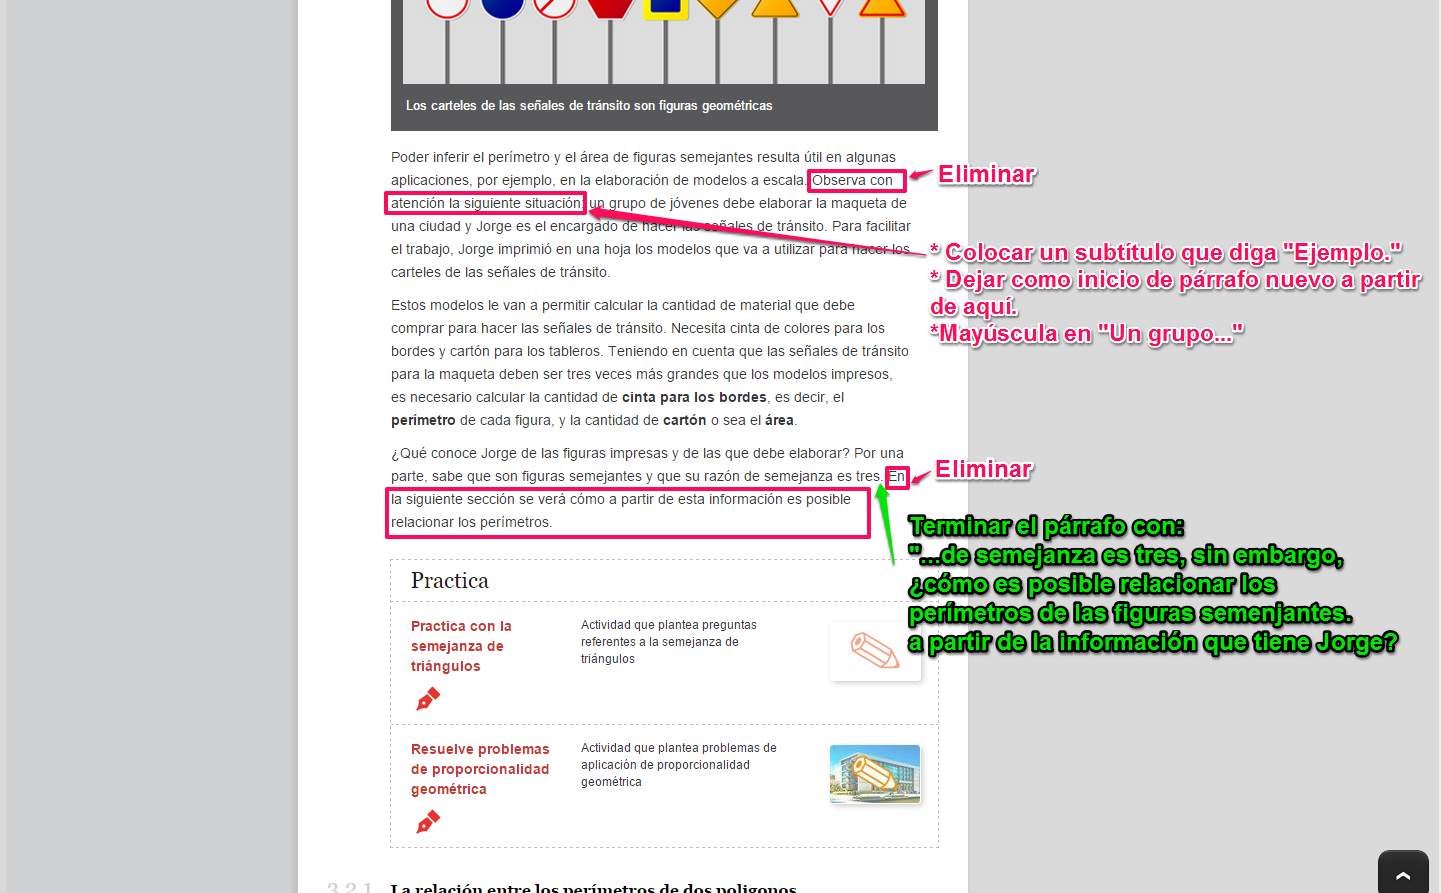 Los carteles de las señales de tránsito son figuras geométricas
Poder inferir el perímetro y el área de figuras semejantes resulta útil en algunas
aplicaciones, por ejemplo, en la elaboración de modelos a escala. Observa con
atención la siguiente situación: un grupo de jóvenes debe elaborar la maqueta de
una ciudad y Jorge es el encargado de hacer las señales de tránsito. Para facilitar
el trabajo, Jorge imprimió en una hoja los modelos que va a utilizar para hacer los
carteles de las señales de tránsito.
Eliminar
* Colocar un subtítulo que diga "Ejemplo."
* Dejar como inicio de párrafo nuevo a partir
de aquí.
*Mayúscula en "Un grupo..."
Estos modelos le van a permitir calcular la cantidad de material que debe
comprar para hacer las señales de tránsito. Necesita cinta de colores para los
bordes y cartón para los tableros. Teniendo en cuenta que las señales de tránsito
para la maqueta deben ser tres veces más grandes que los modelos impresos,
es necesario calcular la cantidad de cinta para los bordes, es decir, el
perímetro de cada figura, y la cantidad de cartón o sea el área.
¿Qué conoce Jorge de las figuras impresas y de las que debe elaborar? Por una
parte, sabe que son figuras semejantes y que su razón de semejanza es tres. En
la siguiente sección se verá cómo a partir de esta información es posible
relacionar los perímetros.
Eliminar
Terminar el párrafo con:
"...de semejanza es tres, sin embargo,
¿cómo es posible relacionar los
perímetros de las figuras semenjantes.
a partir de la información que tiene Jorge?
Practica
Practica con la
semejanza de
triángulos
Actividad que plantea preguntas
referentes a la semejanza de
triángulos
Resuelve problemas
de proporcionalidad
geométrica
Actividad que plantea problemas de
aplicación de proporcionalidad
geométrica
3.2.1 La relación entre los perímetros de dos poligonos